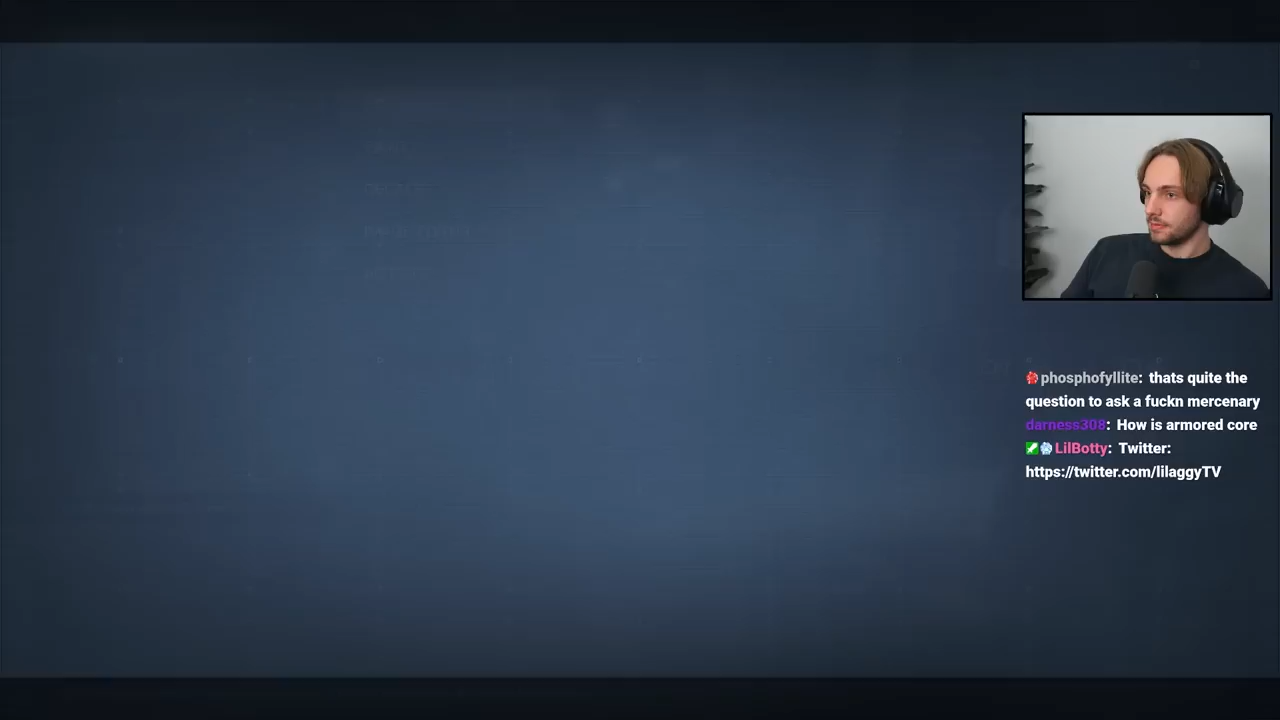 phosphofyllite: thats quite the
question to ask a fuckn mercenary
darness308: How is armored core
LilBotty: Twitter:
https://twitter.com/lilaggyTV